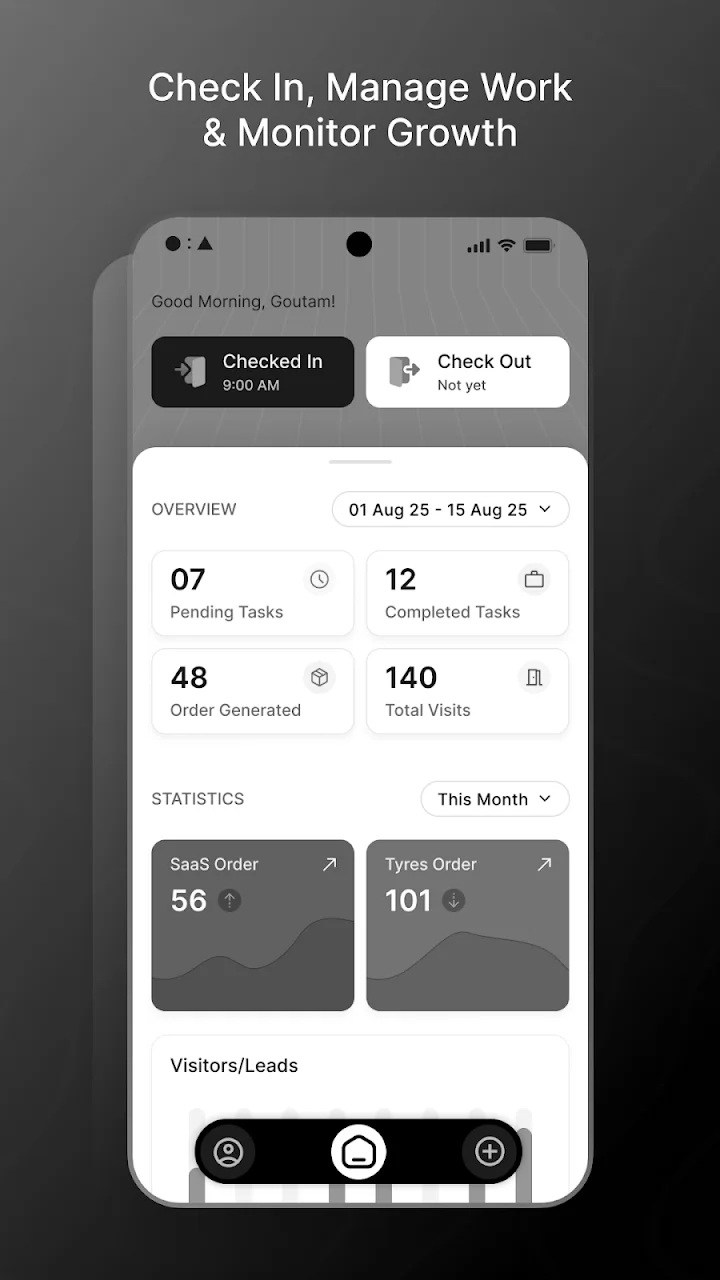 Check In, Manage Work
& Monitor Growth
Good Morning, Goutam!
Checked In
9:00 AM
Check Out
Not yet
OVERVIEW
01 Aug 25 - 15 Aug 25
07
Pending Tasks
12
Completed Tasks
48
Order Generated
140
Total Visits
STATISTICS
This Month
SaaS Order
56
Tyres Order
101
Visitors/Leads